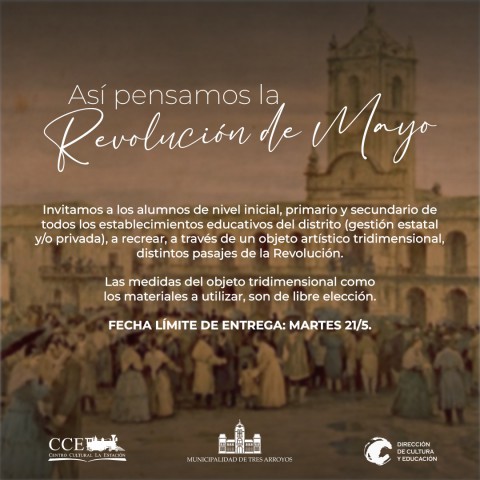 Así pensamos la
Revolución de Mayo
Invitamos a los alumnos de nivel inicial, primario y secundario de
todos los establecimientos educativos del distrito (gestión estatal
y/o privada), a recrear, a través de un objeto artístico tridimensional,
distintos pasajes de la Revolución.
Las medidas del objeto tridimensional como
los materiales a utilizar, son de libre elección.
FECHA LÍMITE DE ENTREGA: MARTES 21/5.
CCE
CENTRO CULTURAL LA ESTACIÓN
MUNICIPALIDAD DE TRES ARROYOS
DIRECCIÓN
DE CULTURA
Y EDUCACIÓN